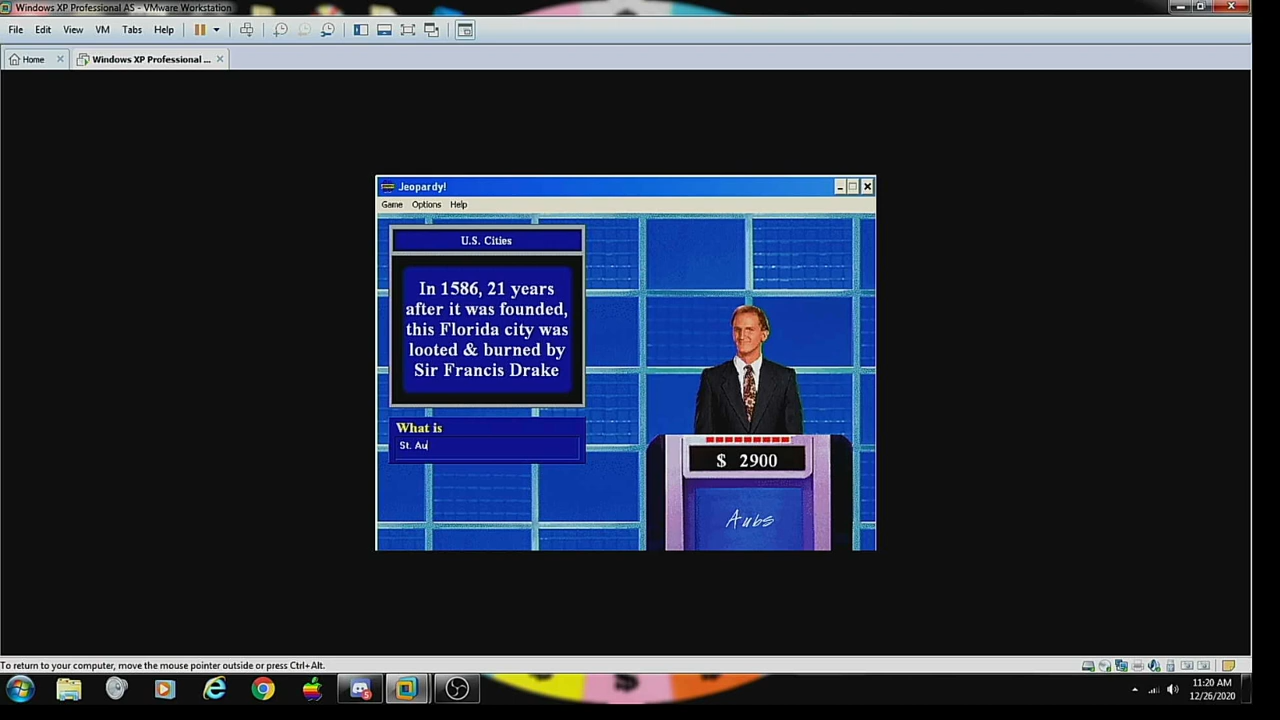 Windows XP Professional AS - VMware Workstation
File Edit View VM Tabs Help
Home Windows XP Professional ...
Jeopardy!
Game Options Help
U.S. Cities
In 1586, 21 years
after it was founded,
this Florida city was
looted & burned by
Sir Francis Drake
What is
St. Au
$ 2900
Aubs
To return to your computer, move the mouse pointer outside or press Ctrl+Alt.
5
11:20 AM
12/26/2020